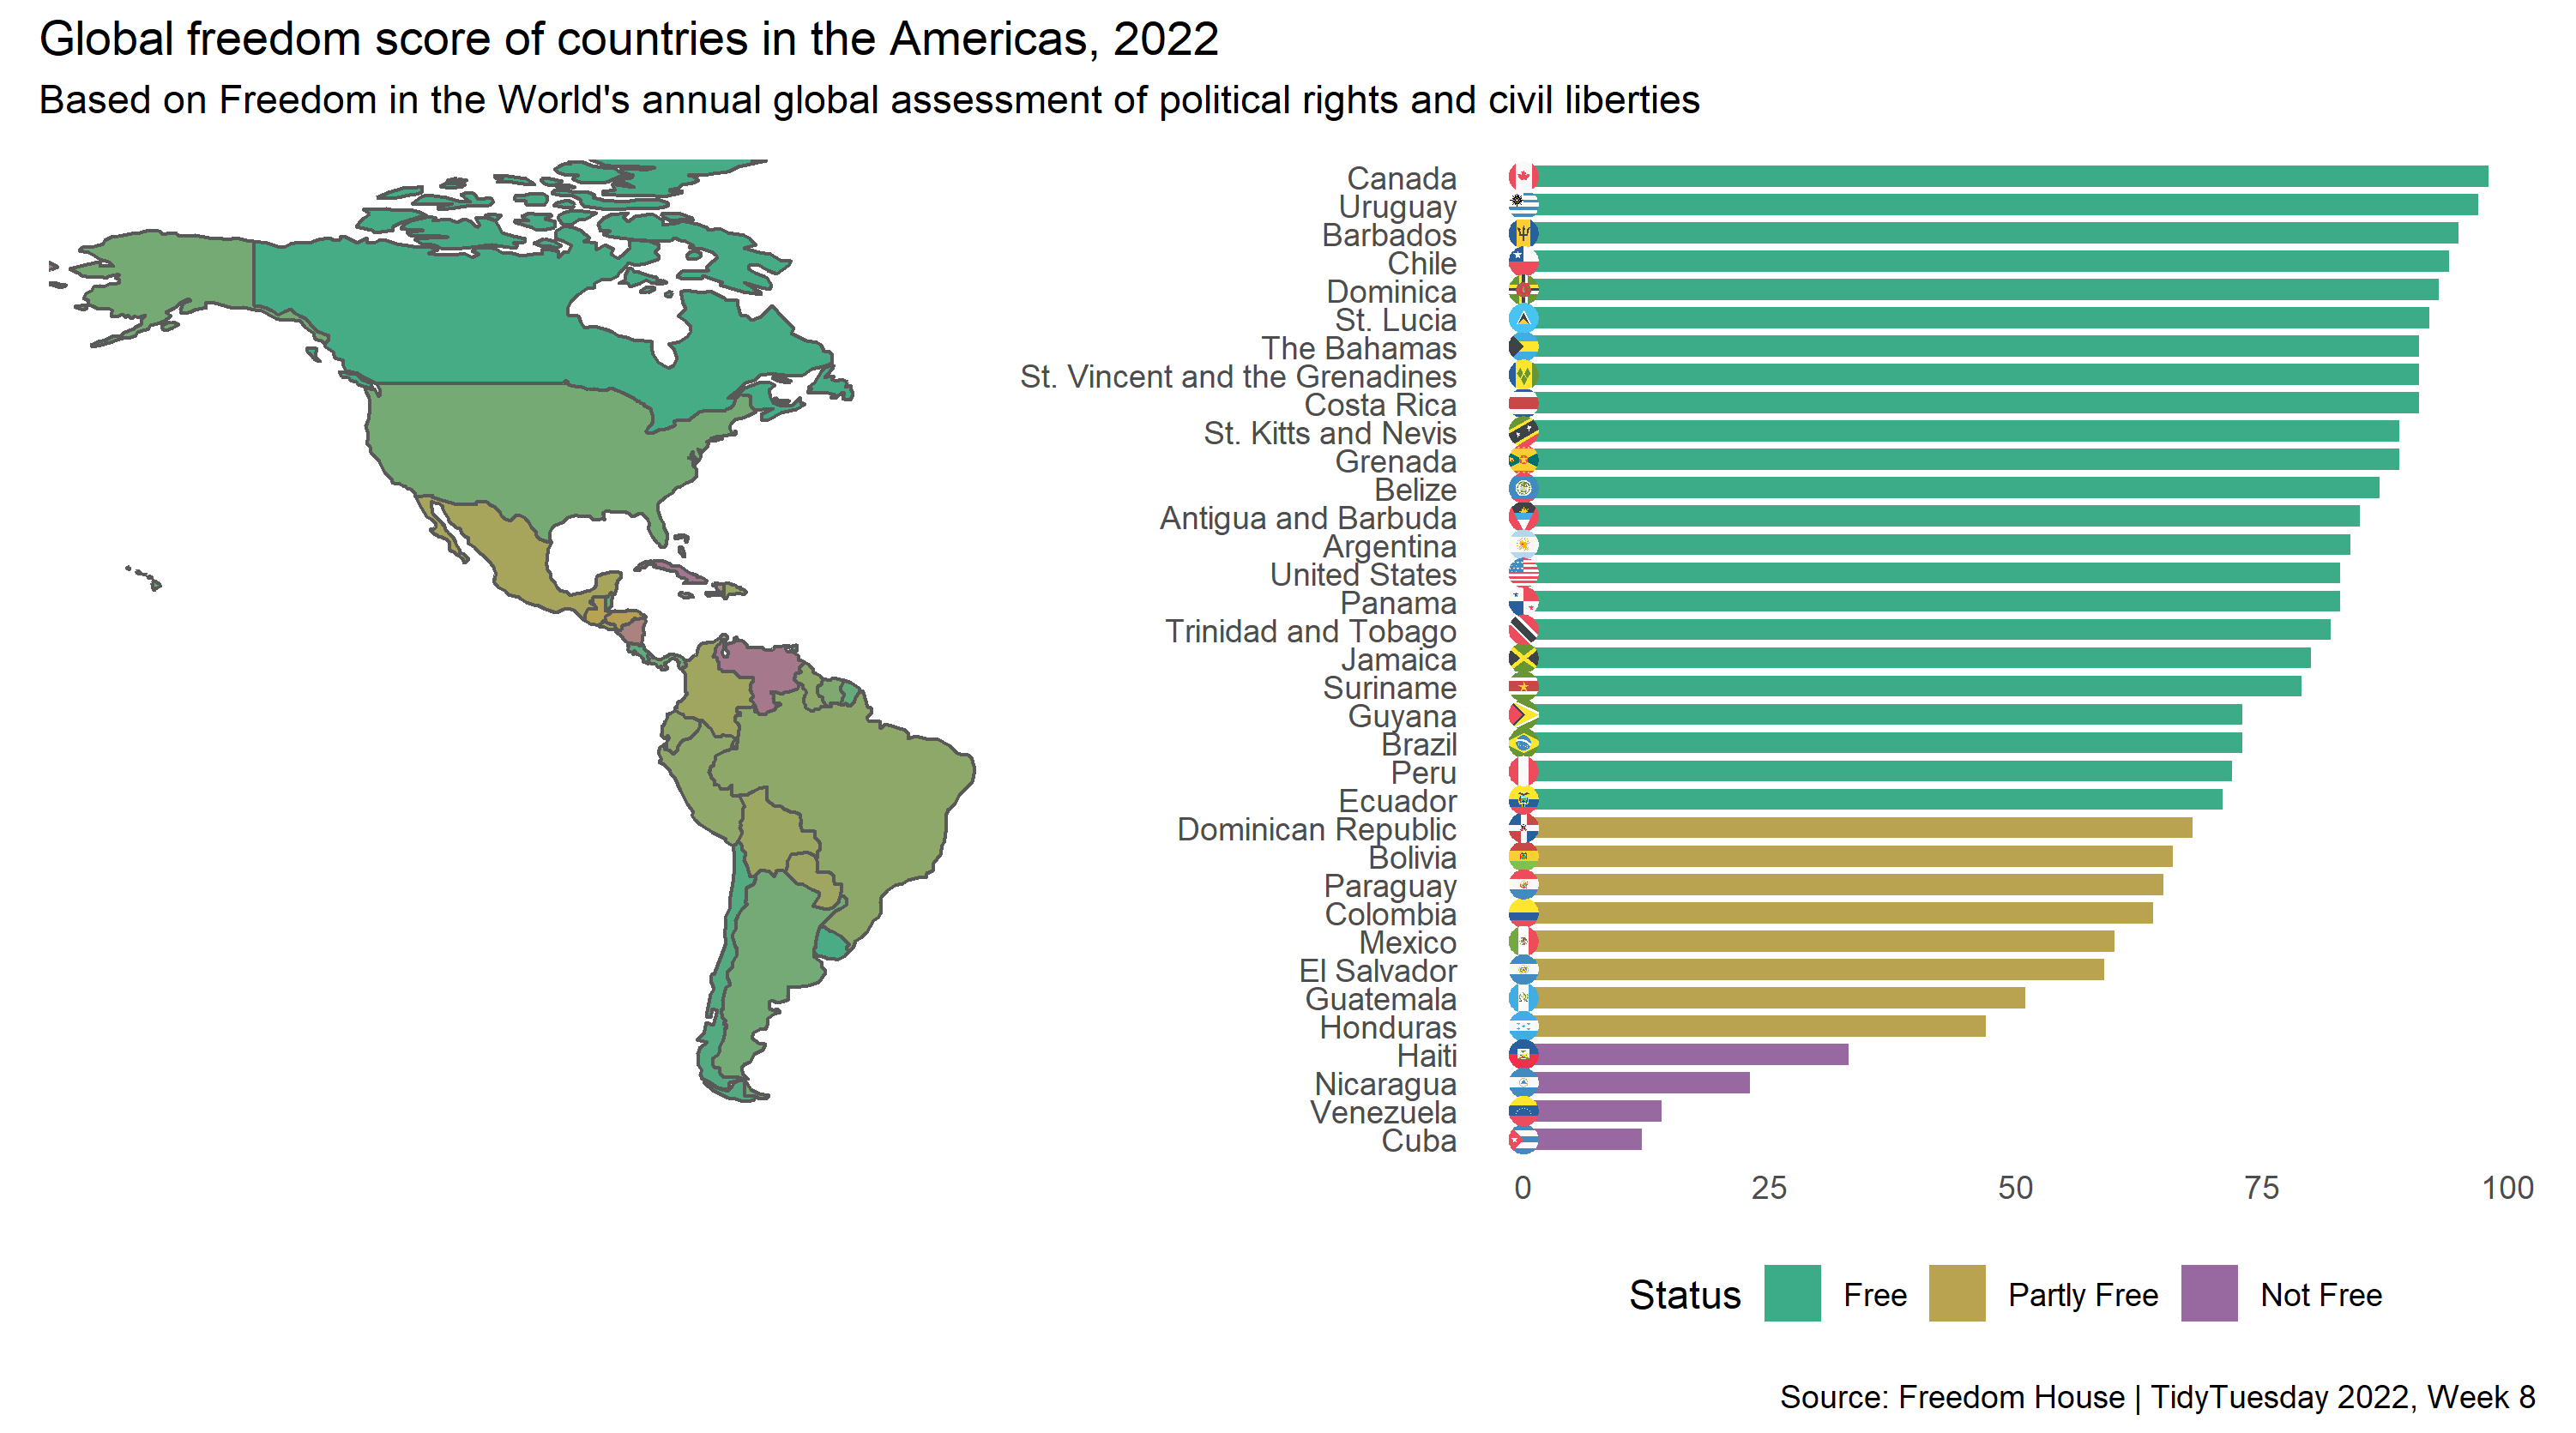 Global freedom score of countries in the Americas, 2022
Based on Freedom in the World's annual global assessment of political rights and civil liberties
Canada
Uruguay
Barbados
Chile
Dominica
St. Lucia
The Bahamas
St. Vincent and the Grenadines
Costa Rica
St. Kitts and Nevis
Grenada
Belize
Antigua and Barbuda
Argentina
United States
Panama
Trinidad and Tobago
Jamaica
Suriname
Guyana
Brazil
Peru
Ecuador
Dominican Republic
Bolivia
Paraguay
Colombia
Mexico
El Salvador
Guatemala
Honduras
Haiti
Nicaragua
Venezuela
Cuba
0 25 50 75 100
Status Free Partly Free Not Free
Source: Freedom House | TidyTuesday 2022, Week 8